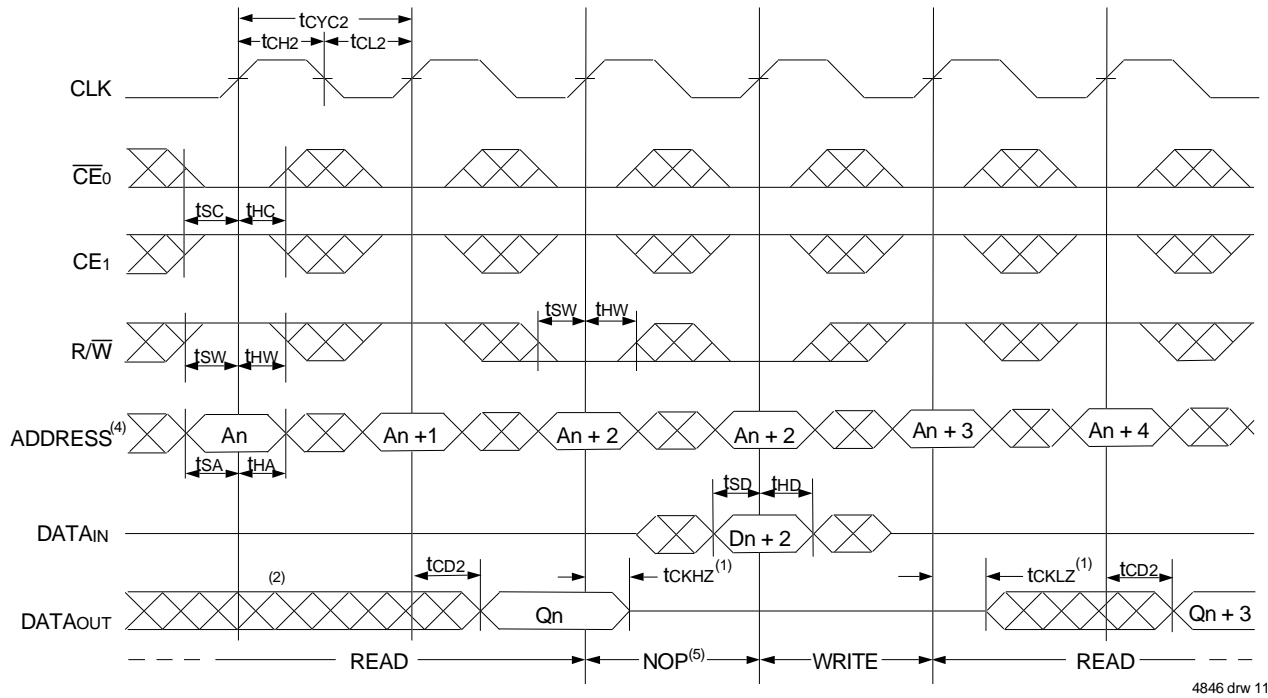 tCYC2
tCH2 tCL2
CLK
CE0
tSC tHC
CE1
tSW tHW
R/W
tSW tHW
ADDRESS(4) An An +1 An + 2 An + 2 An + 3 An + 4
tSA tHA
tSD tHD
DATAIN Dn + 2
tCD2 tCKHZ(1) tCKLZ(1) tCD2
(2)
DATAOUT Qn Qn + 3
READ NOP(5) WRITE READ
4846 drw 11